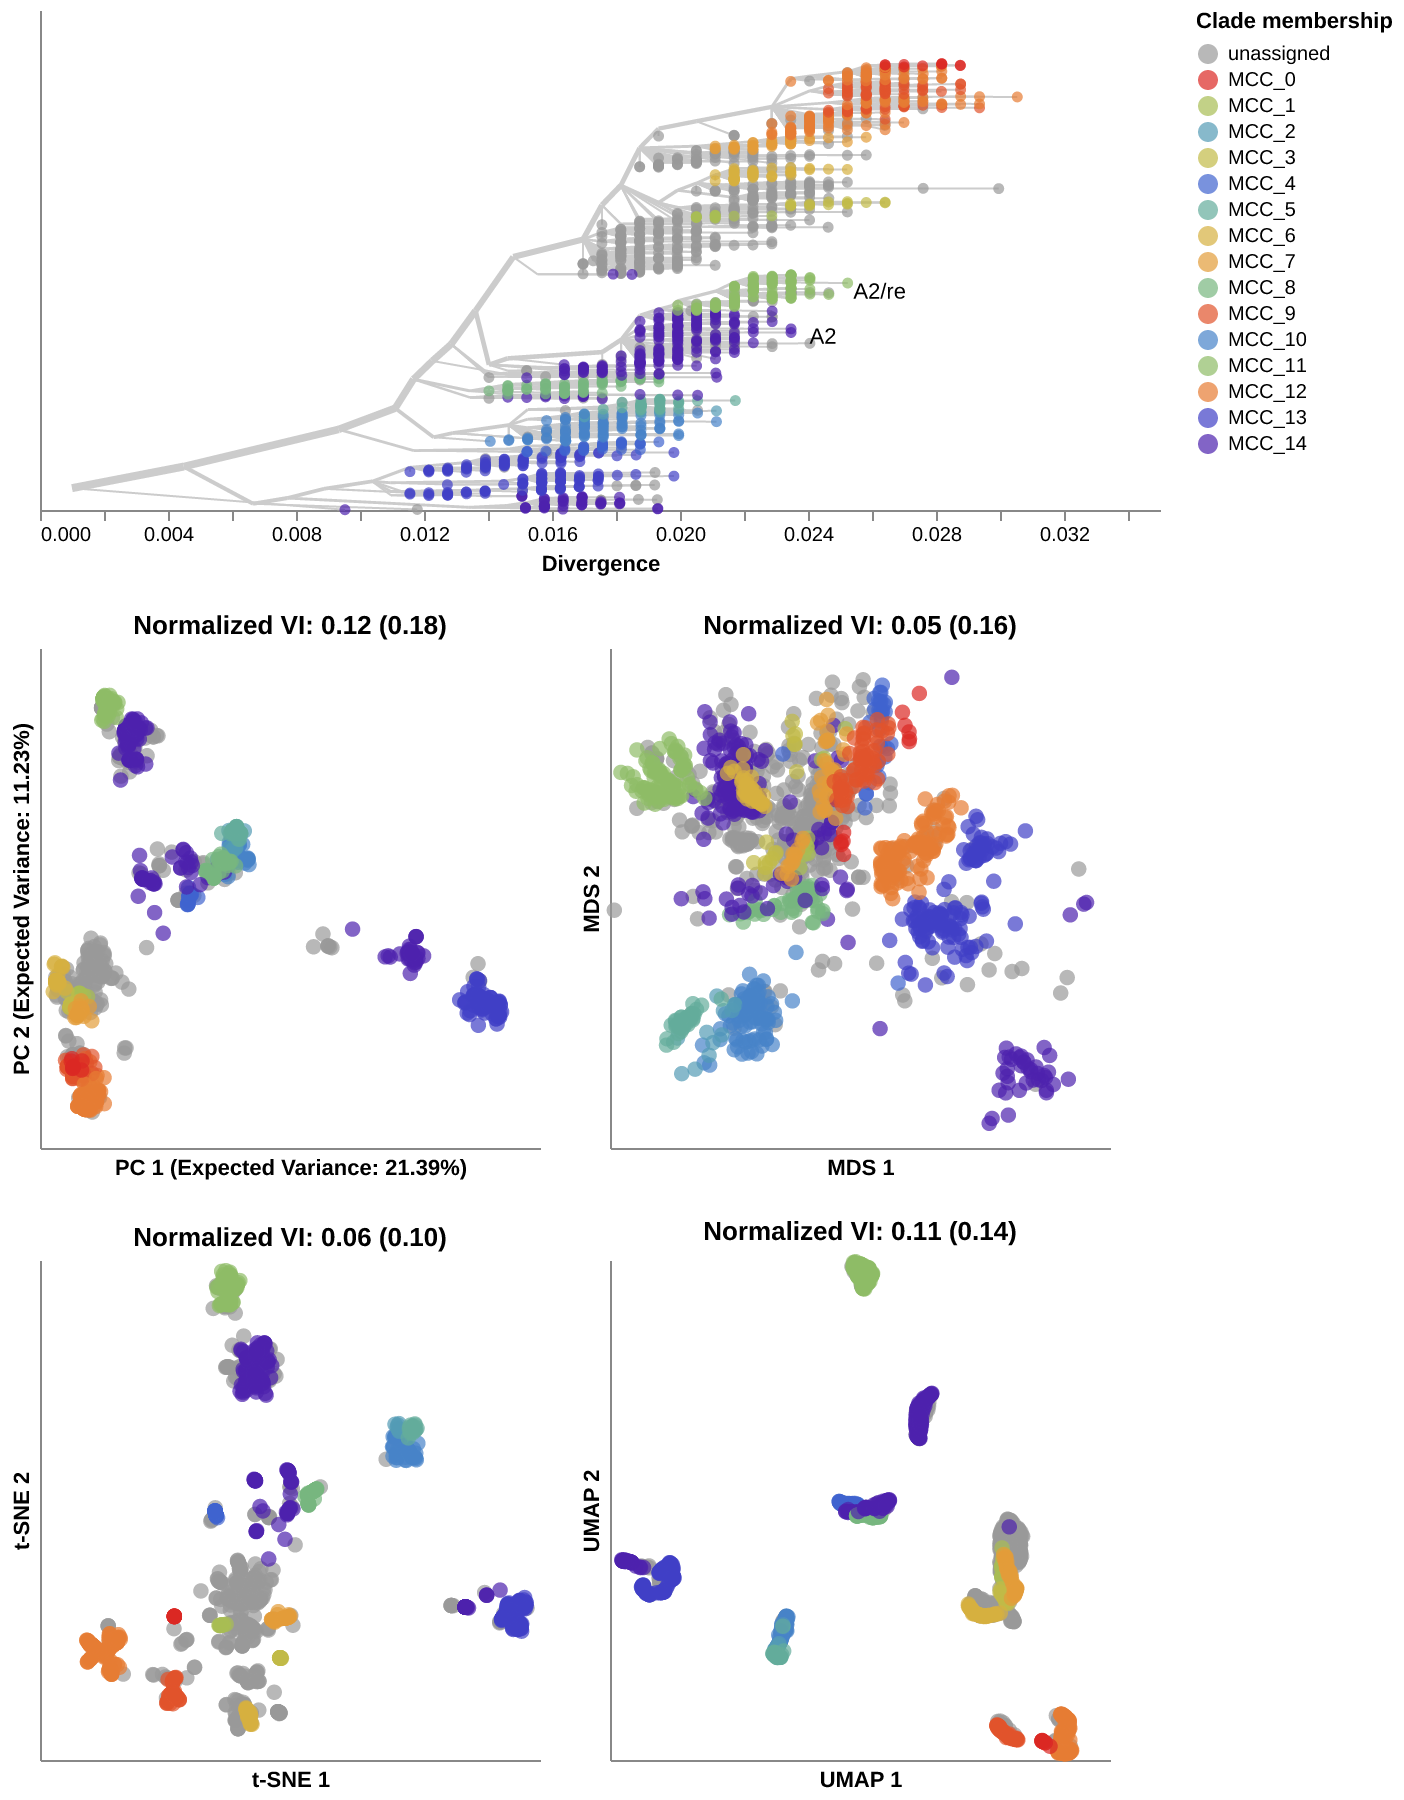 Clade membership
unassigned
MCC_0
MCC_1
MCC_2
MCC_3
MCC_4
MCC_5
MCC_6
MCC_7
MCC_8
MCC_9
MCC_10
MCC_11
MCC_12
MCC_13
MCC_14
A2/re
A2
0.000 0.004 0.008 0.012 0.016 0.020 0.024 0.028 0.032
Divergence
Normalized VI: 0.12 (0.18)
PC 2 (Expected Variance: 11.23%)
PC 1 (Expected Variance: 21.39%)
Normalized VI: 0.05 (0.16)
MDS 2
MDS 1
Normalized VI: 0.06 (0.10)
t-SNE 2
t-SNE 1
Normalized VI: 0.11 (0.14)
UMAP 2
UMAP 1